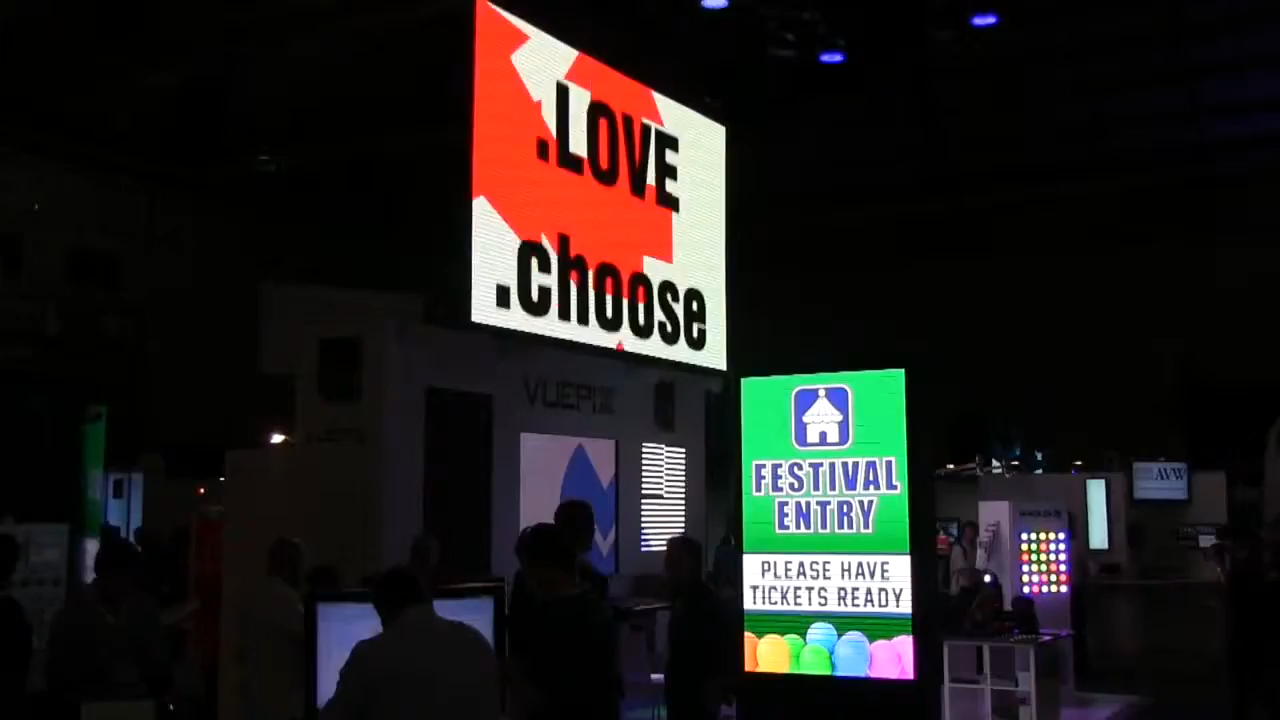 .LOVE
.choose
VUEPIX
FESTIVAL
ENTRY
PLEASE HAVE
TICKETS READY
AVW